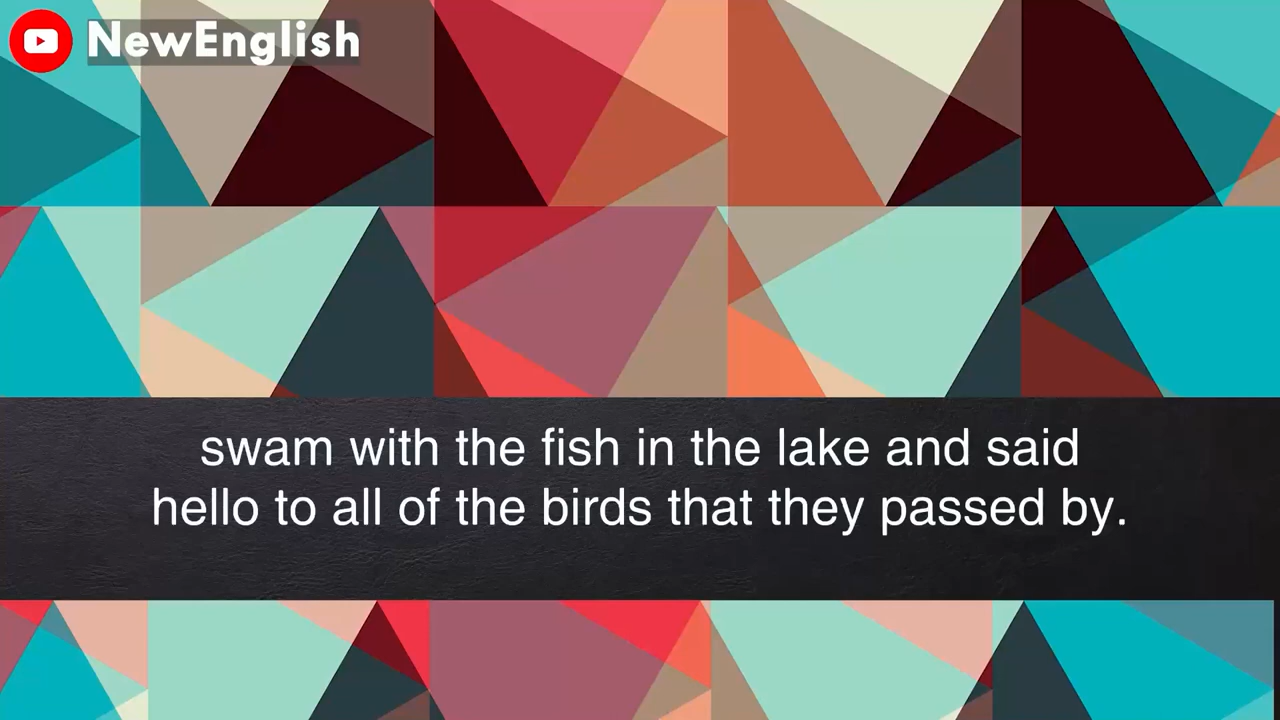 NewEnglish
swam with the fish in the lake and said
hello to all of the birds that they passed by.